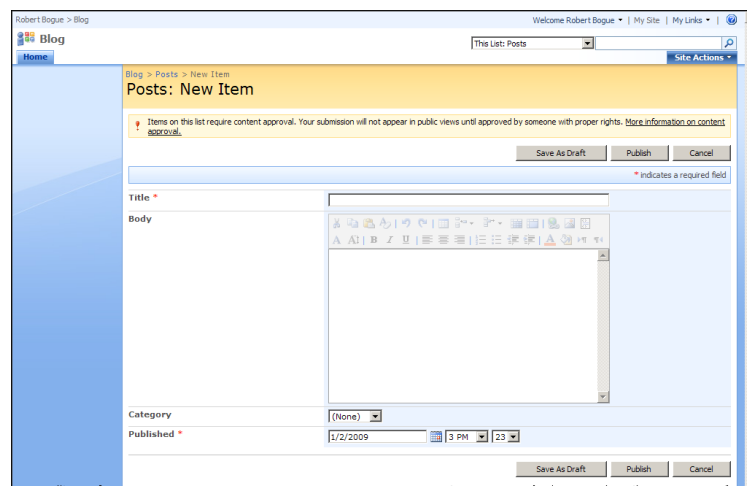 Robert Bogue > Blog
Welcome Robert Bogue | My Site | My Links |
Blog
This List: Posts
Home
Site Actions
Blog > Posts > New Item
Posts: New Item
Items on this list require content approval. Your submission will not appear in public views until approved by someone with proper rights. More information on content
approval.
Save As Draft Publish Cancel
* indicates a required field
Title *
Body
A A B I U
Category (None)
Published * 1/2/2009 3 PM 23
Save As Draft Publish Cancel